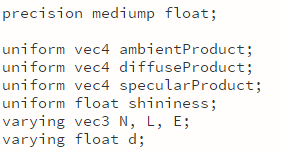 precision mediump float;
uniform vec4 ambientProduct;
uniform vec4 diffuseProduct;
uniform vec4 specularProduct;
uniform float shininess;
varying vec3 N, L, E;
varying float d;